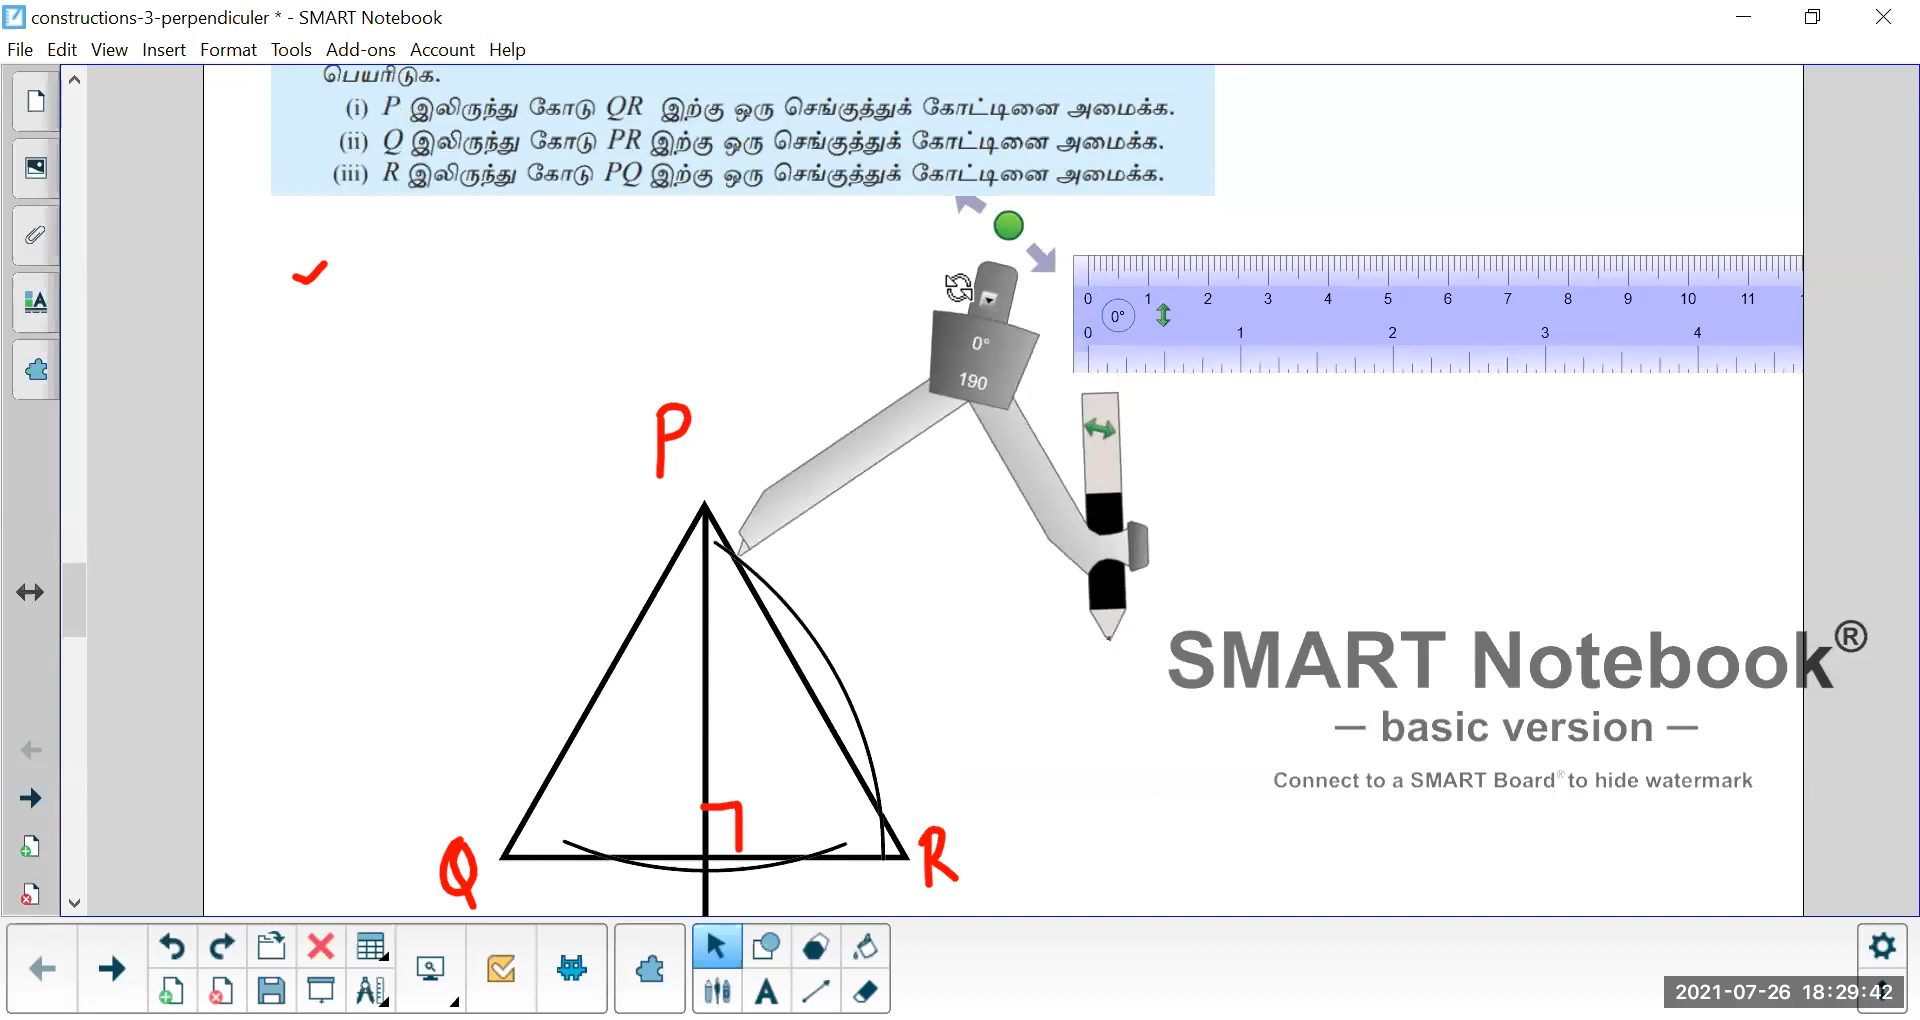 constructions-3-perpendiculer * - SMART Notebook
File Edit View Insert Format Tools Add-ons Account Help
பெயரிடுக.
(i) P இலிருந்து கோடு QR இற்கு ஒரு செங்குத்துக் கோட்டினை அமைக்க.
(ii) Q இலிருந்து கோடு PR இற்கு ஒரு செங்குத்துக் கோட்டினை அமைக்க.
(iii) R இலிருந்து கோடு PQ இற்கு ஒரு செங்குத்துக் கோட்டினை அமைக்க.
0 1 2 3 4 5 6 7 8 9 10 11
0°
0 1 2 3 4
0°
190
P
Q
R
SMART Notebook®
— basic version —
Connect to a SMART Board® to hide watermark
2021-07-26 18:29:42